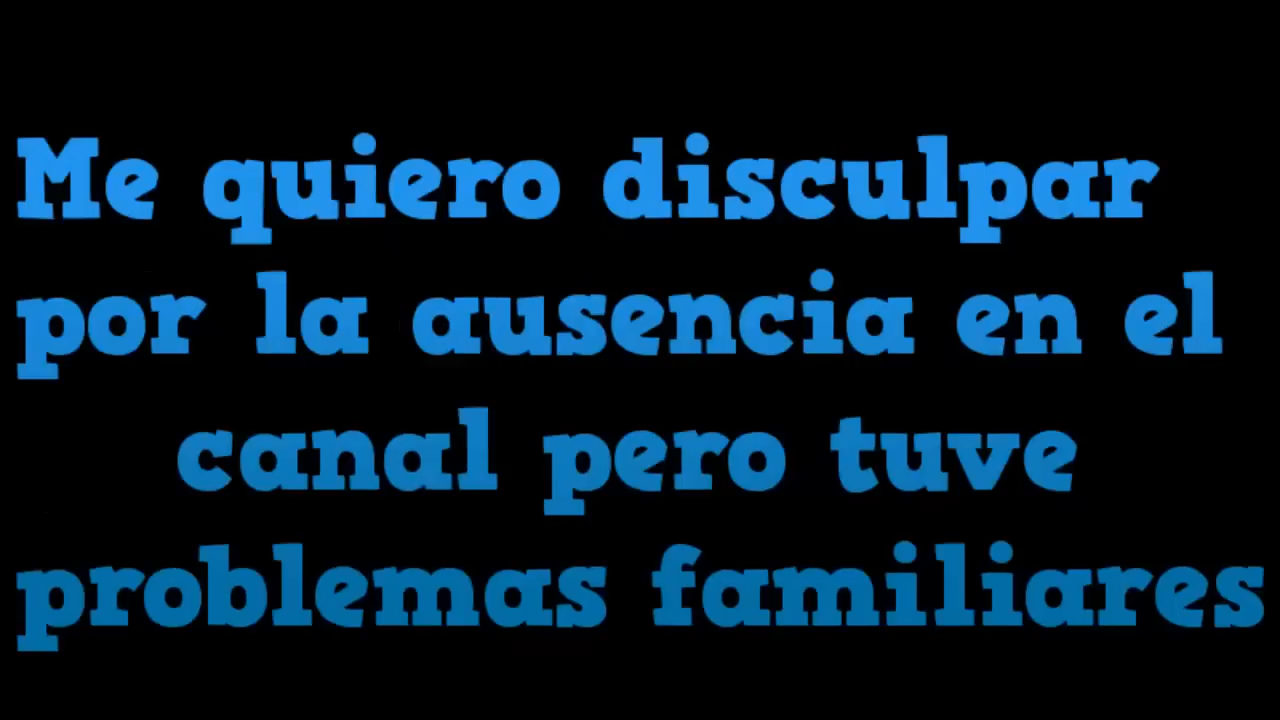 Me quiero disculpar
por la ausencia en el
canal pero tuve
problemas familiares